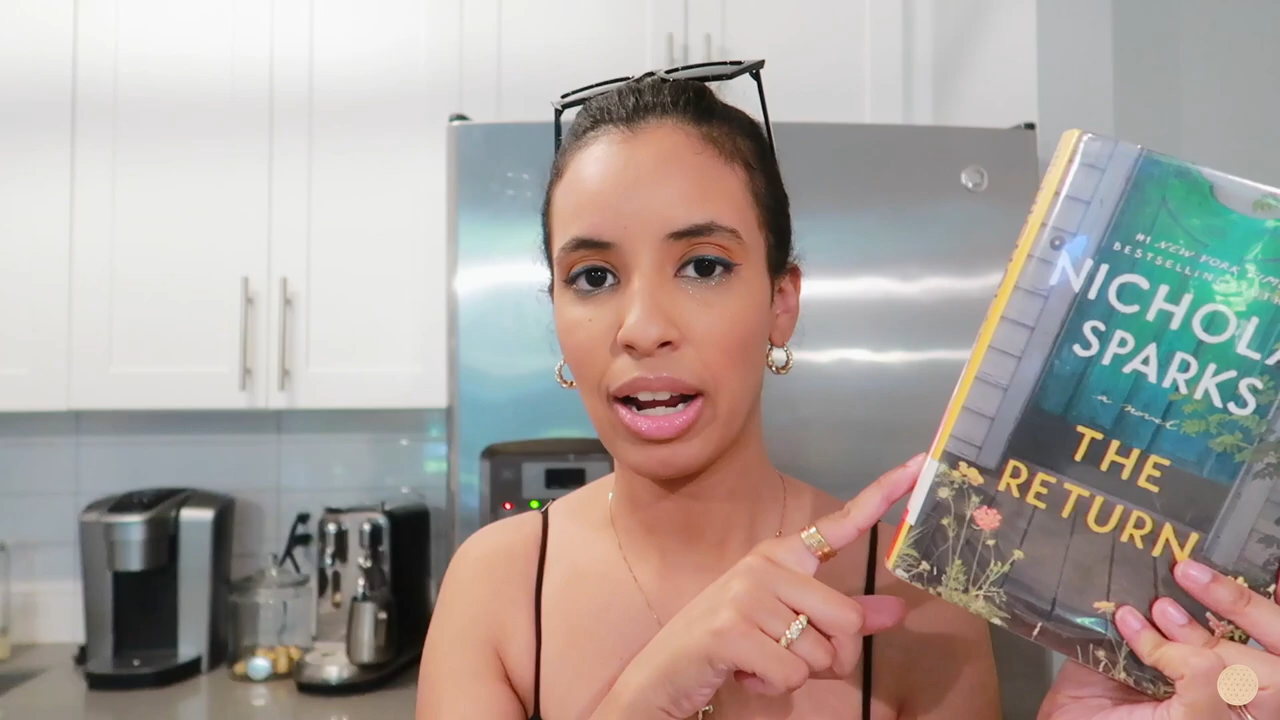 #1 NEW YORK
BESTSELLING
NICHOLA
SPARKS
a novel
THE
RETURN